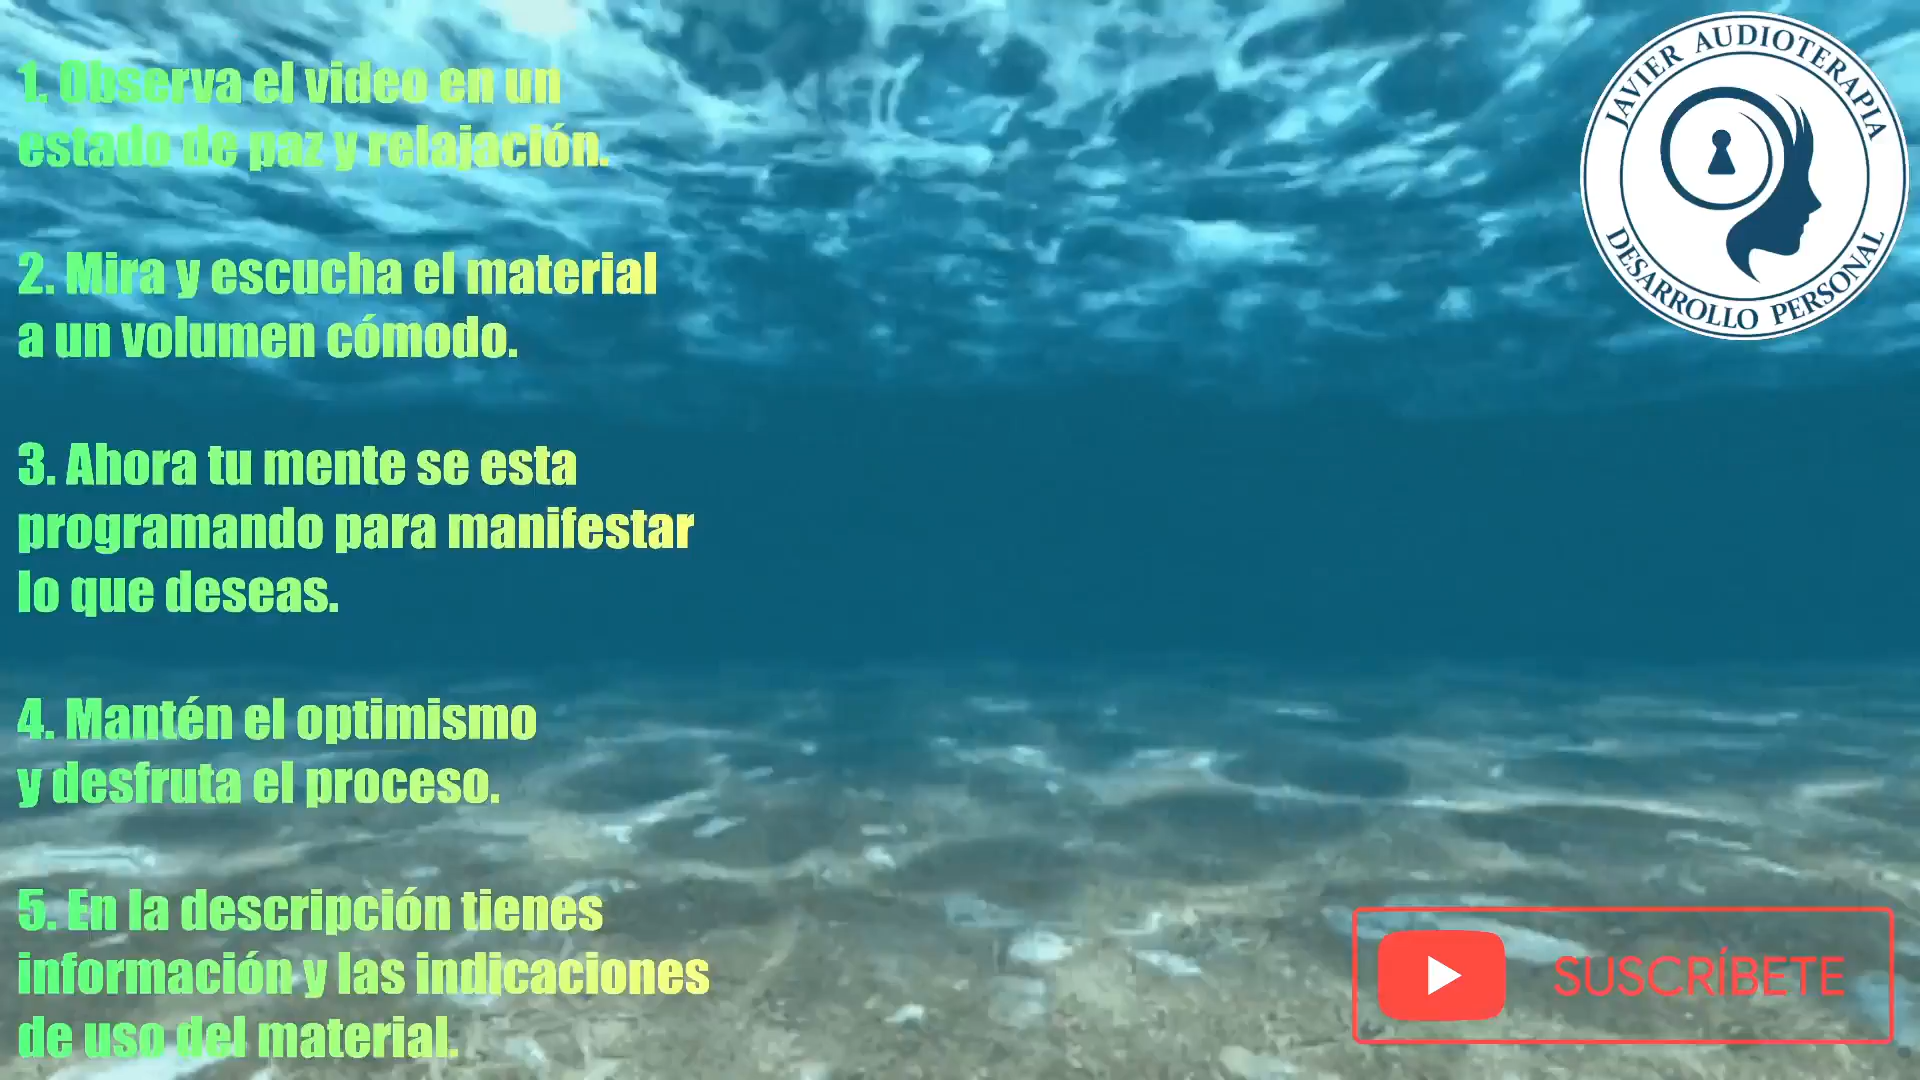 1. Observa el video en un
estado de paz y relajación.
2. Mira y escucha el material
a un volumen cómodo.
3. Ahora tu mente se esta
programando para manifestar
lo que deseas.
4. Mantén el optimismo
y desfruta el proceso.
5. En la descripción tienes
información y las indicaciones
de uso del material.
JAVIER AUDIOTERAPIA
DESARROLLO PERSONAL
SUSCRÍBETE